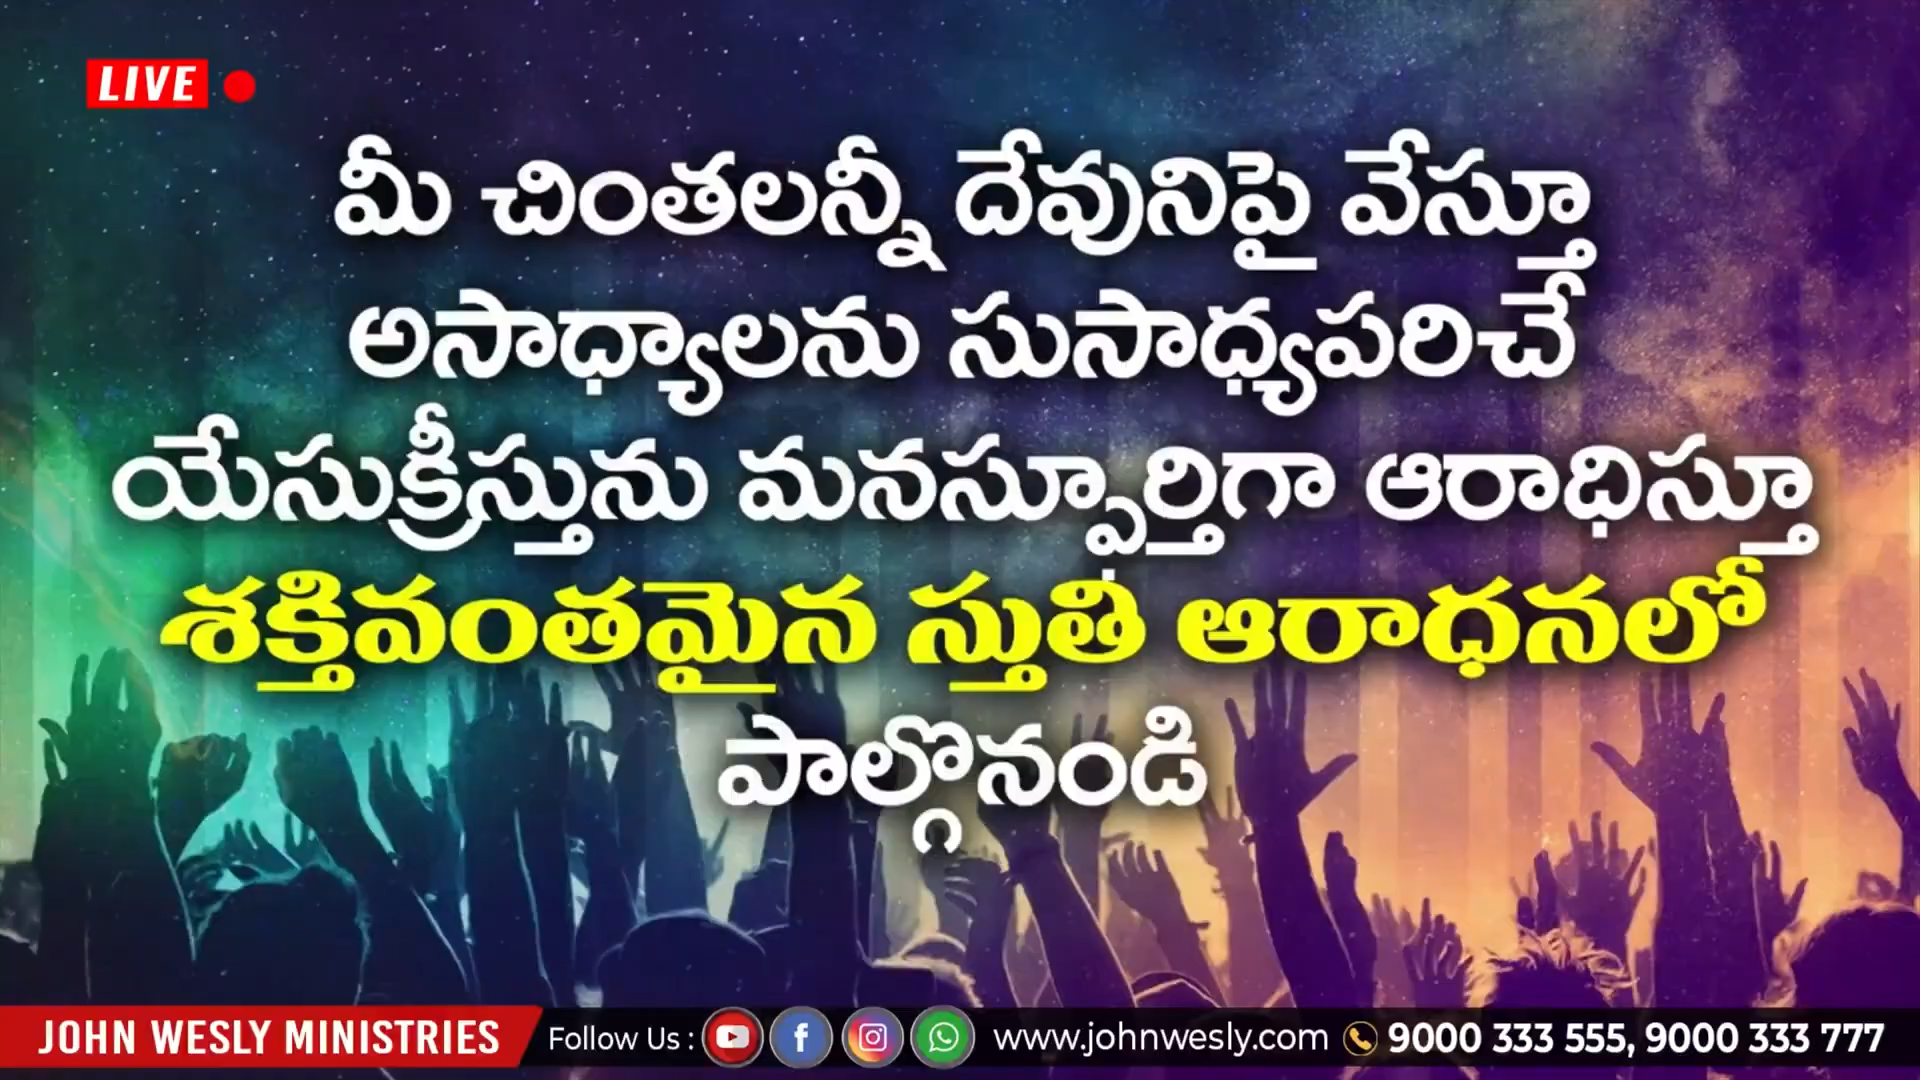 LIVE
మీ చింతలన్నీ దేవునిపై వేస్తూ
అసాధ్యాలను సుసాధ్యపరిచే
యేసుక్రీస్తును మనస్ఫూర్తిగా ఆరాధిస్తూ
శక్తివంతమైన స్తుతి ఆరాధనలో
పాల్గొనండి
JOHN WESLY MINISTRIES Follow Us : www.johnwesly.com 9000 333 555, 9000 333 777